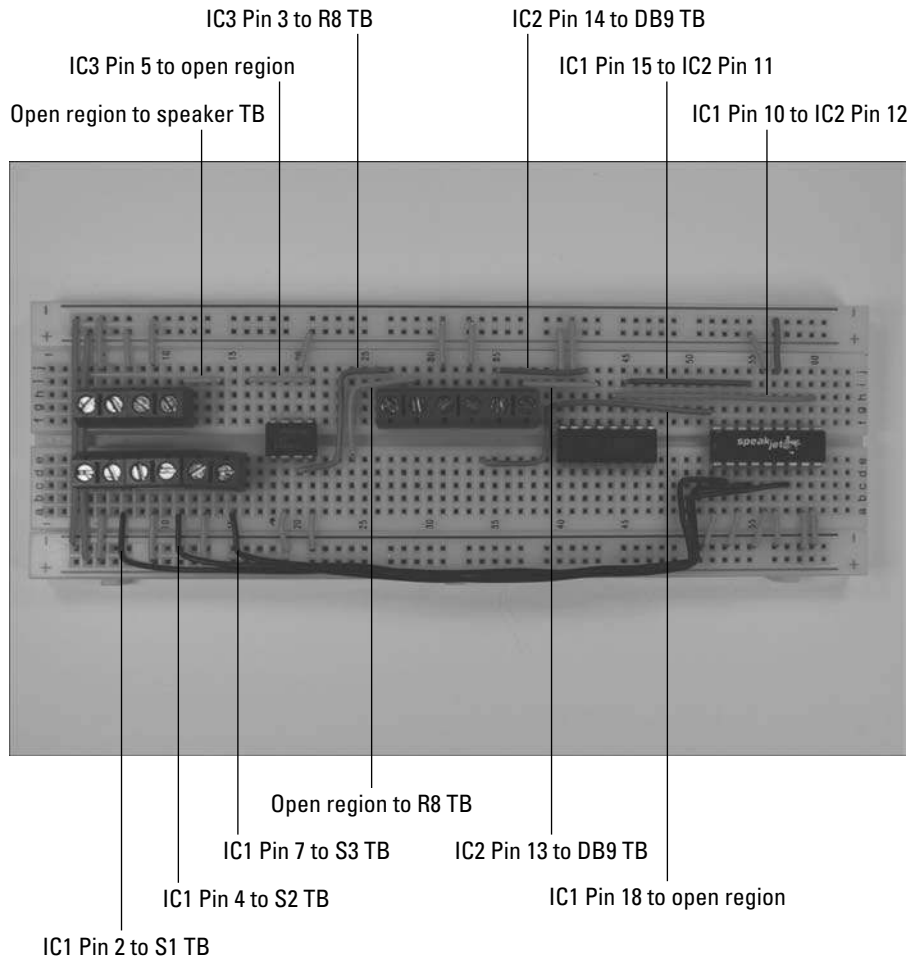 IC3 Pin 3 to R8 TB
IC2 Pin 14 to DB9 TB
IC3 Pin 5 to open region
IC1 Pin 15 to IC2 Pin 11
Open region to speaker TB
IC1 Pin 10 to IC2 Pin 12
speakjet
Open region to R8 TB
IC1 Pin 7 to S3 TB
IC2 Pin 13 to DB9 TB
IC1 Pin 4 to S2 TB
IC1 Pin 18 to open region
IC1 Pin 2 to S1 TB